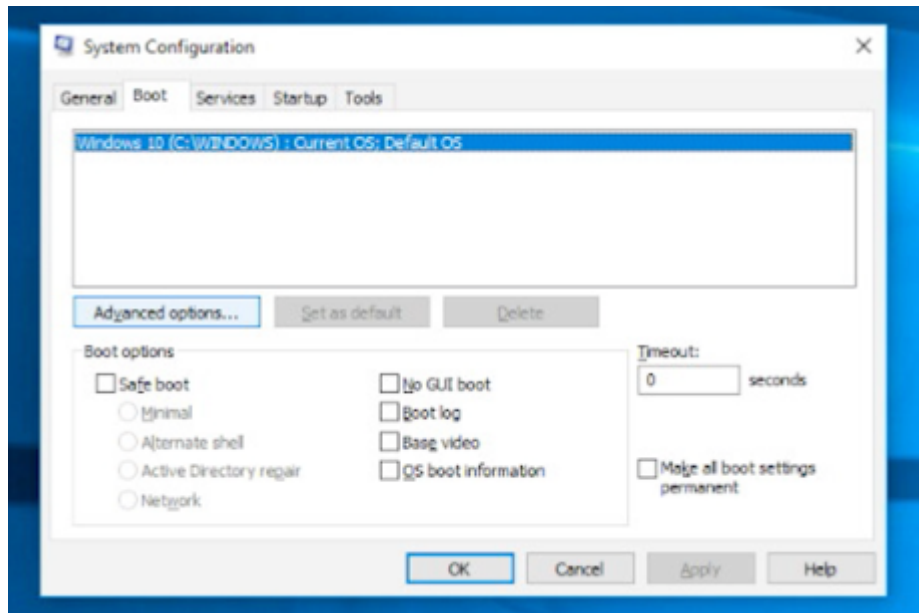 System Configuration
General Boot Services Startup Tools
Windows 10 (C:\WINDOWS) : Current OS; Default OS
Advanced options... Set as default Delete
Boot options
Timeout:
Safe boot No GUI boot 0 seconds
Minimal Boot log
Alternate shell Base video
Active Directory repair OS boot information Make all boot settings
permanent
Network
OK Cancel Apply Help